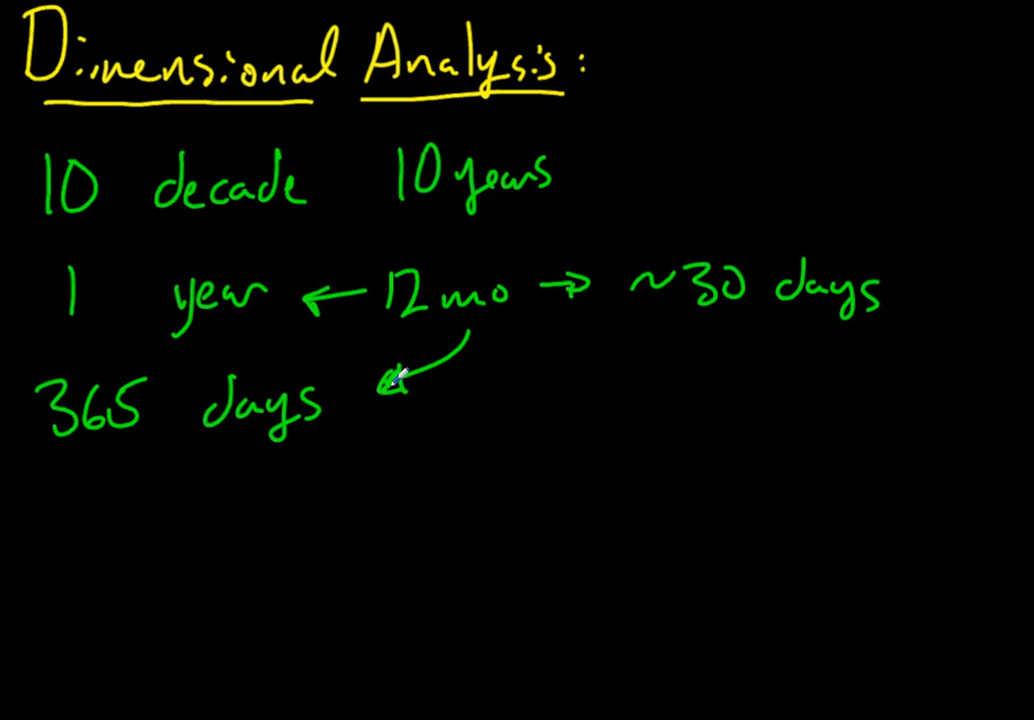 Dimensional Analysis:
10 decade 10 years
1 year ← 12 mo → ~30 days
365 days